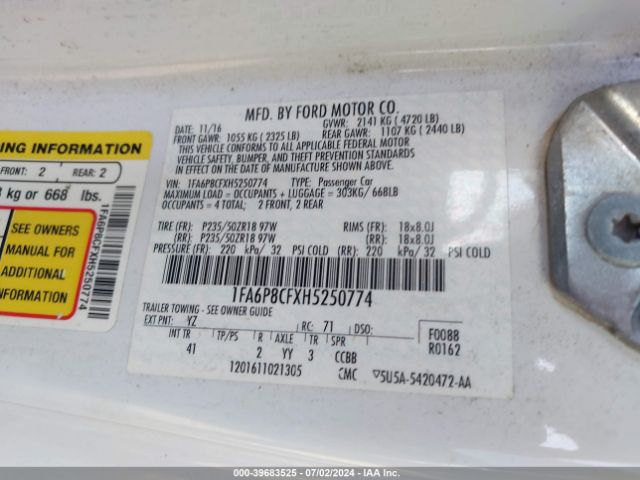 MFD. BY FORD MOTOR CO.
DATE: 11/16 GVWR: 2141 KG ( 4720 LB)
FRONT GAWR: 1055 KG ( 2325 LB) REAR GAWR: 1107 KG ( 2440 LB)
THIS VEHICLE CONFORMS TO ALL APPLICABLE FEDERAL MOTOR
VEHICLE SAFETY, BUMPER, AND THEFT PREVENTION STANDARDS
IN EFFECT ON THE DATE OF MANUFACTURE SHOWN ABOVE.
VIN: 1FA6P8CFXH5250774 TYPE: Passenger Car
MAXIMUM LOAD = OCCUPANTS + LUGGAGE = 303KG/ 668LB
OCCUPANTS = 4 TOTAL; 2 FRONT, 2 REAR
TIRE (FR): P235/50ZR18 97W RIMS (FR): 18x8.0J
(RR): P235/50ZR18 97W (RR): 18x8.0J
PRESSURE (FR): 220 kPa/ 32 PSI COLD (RR): 220 kPa/ 32 PSI COLD
1FA6P8CFXH5250774
TRAILER TOWING - SEE OWNER GUIDE
EXT PNT: YZ RC: 71 DSO: F0088
INT TR TP/PS R AXLE TR SPR R0162
41 2 YY 3 CCBB
1201611021305 CMC ▽5U5A-5420472-AA
ING INFORMATION
FRONT: 2 REAR: 2
kg or 668 lbs.
SEE OWNERS
MANUAL FOR
ADDITIONAL
INFORMATION
1FA6P8CFXH5250774
000-39683525 | 07/02/2024 | IAA Inc.